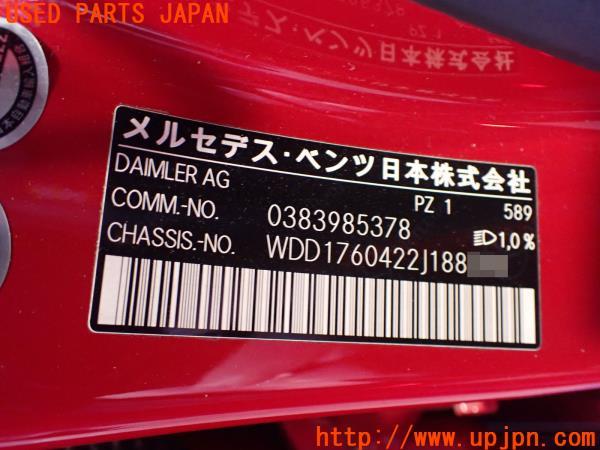 USED PARTS JAPAN
メルセデス・ベンツ日本株式会社
DAIMLER AG
PZ 1 589
COMM.-NO. 0383985378
1,0%
CHASSIS.-NO. WDD1760422J188
http://www.upjpn.com